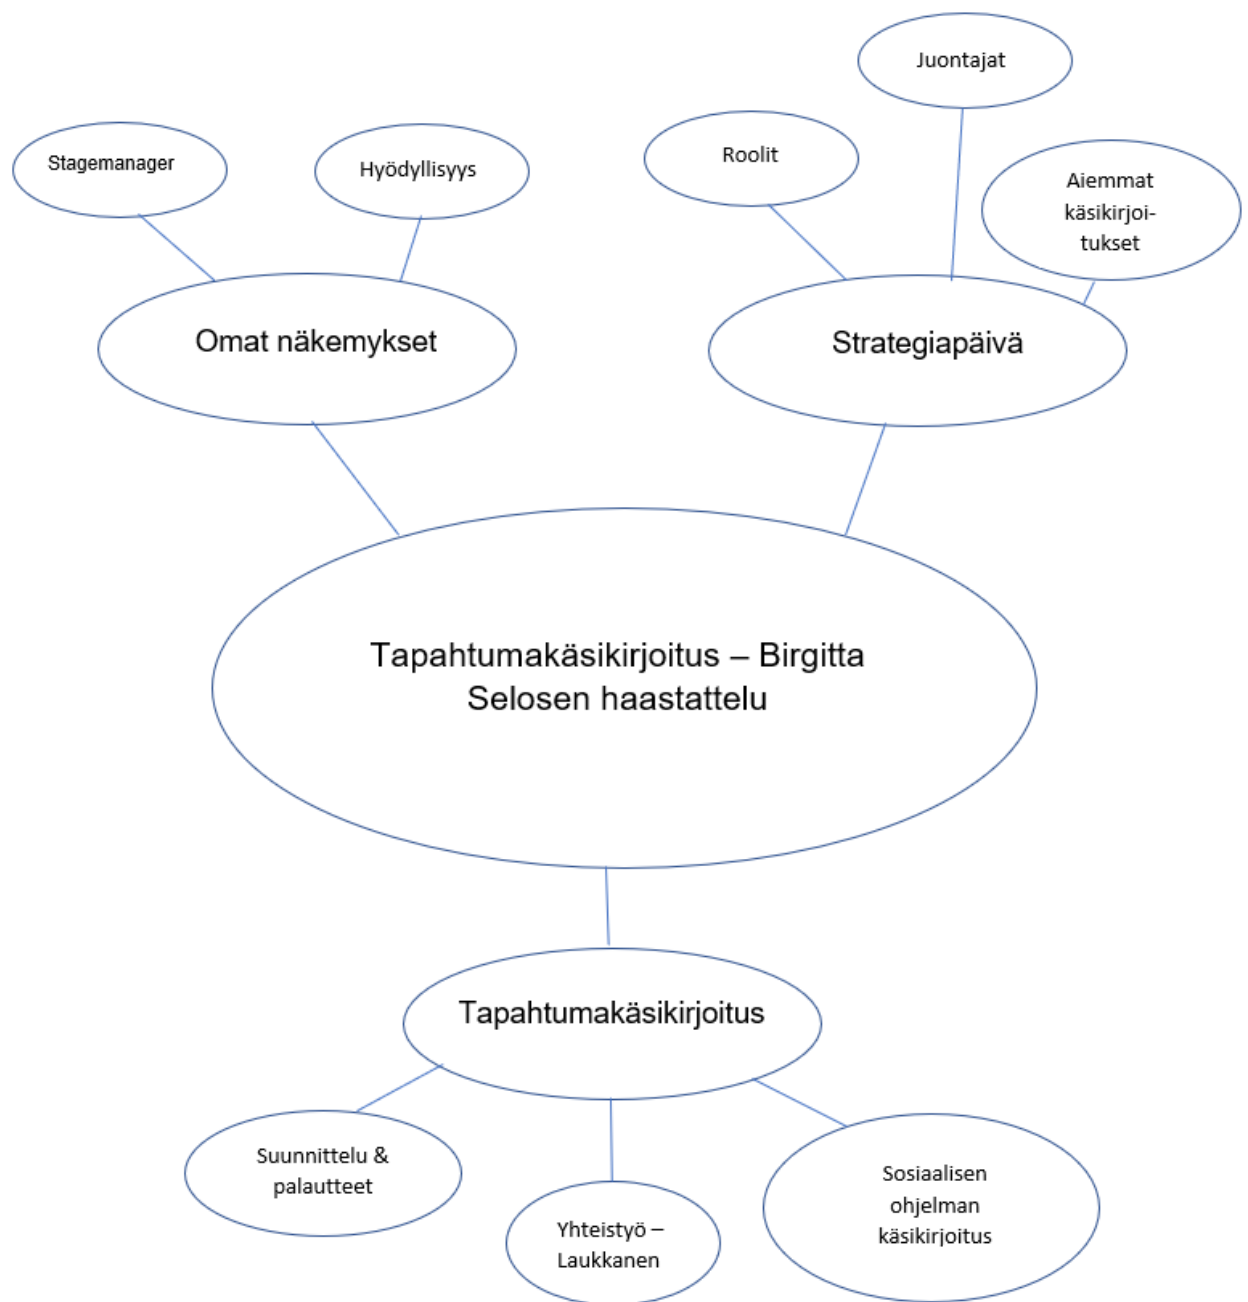 Juontajat
Stagemanager
Hyödyllisyys
Roolit
Aiemmat
käsikirjoi-
tukset
Omat näkemykset
Strategiapäivä
Tapahtumakäsikirjoitus – Birgitta
Selosen haastattelu
Tapahtumakäsikirjoitus
Suunnittelu &
palautteet
Yhteistyö –
Laukkanen
Sosiaalisen
ohjelman
käsikirjoitus